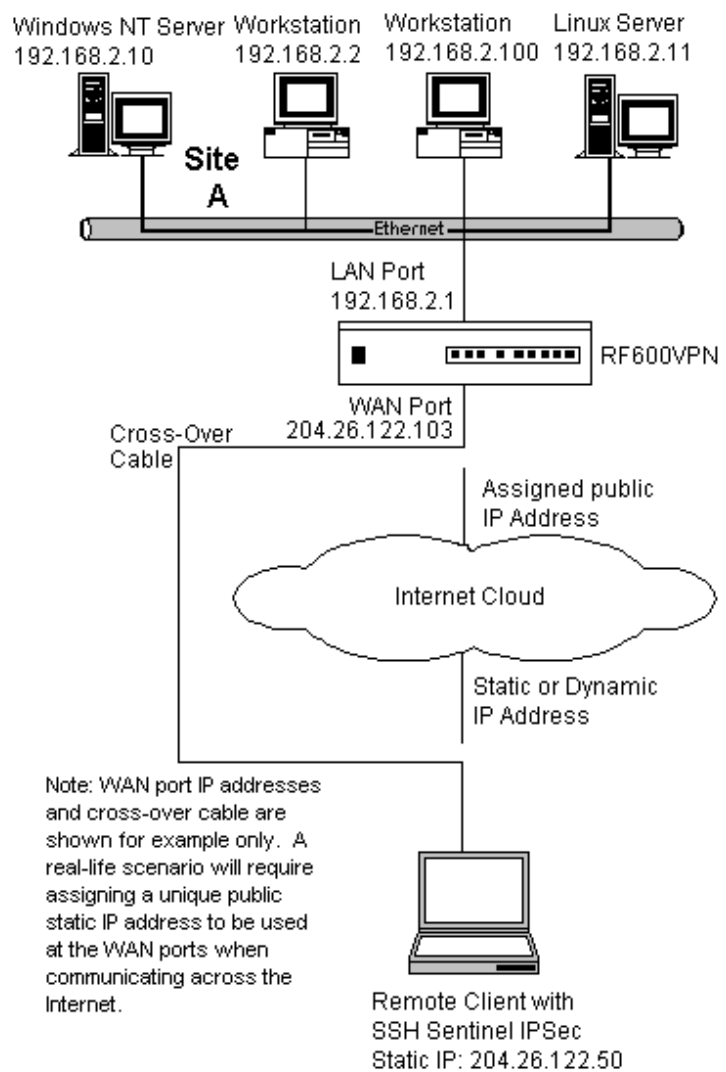 Windows NT Server
192.168.2.10
Workstation
192.168.2.2
Workstation
192.168.2.100
Linux Server
192.168.2.11
Site
A
Ethernet
LAN Port
192.168.2.1
RF600VPN
WAN Port
204.26.122.103
Cross-Over
Cable
Assigned public
IP Address
Internet Cloud
Static or Dynamic
IP Address
Note: WAN port IP addresses
and cross-over cable are
shown for example only. A
real-life scenario will require
assigning a unique public
static IP address to be used
at the WAN ports when
communicating across the
Internet.
Remote Client with
SSH Sentinel IPSec
Static IP: 204.26.122.50